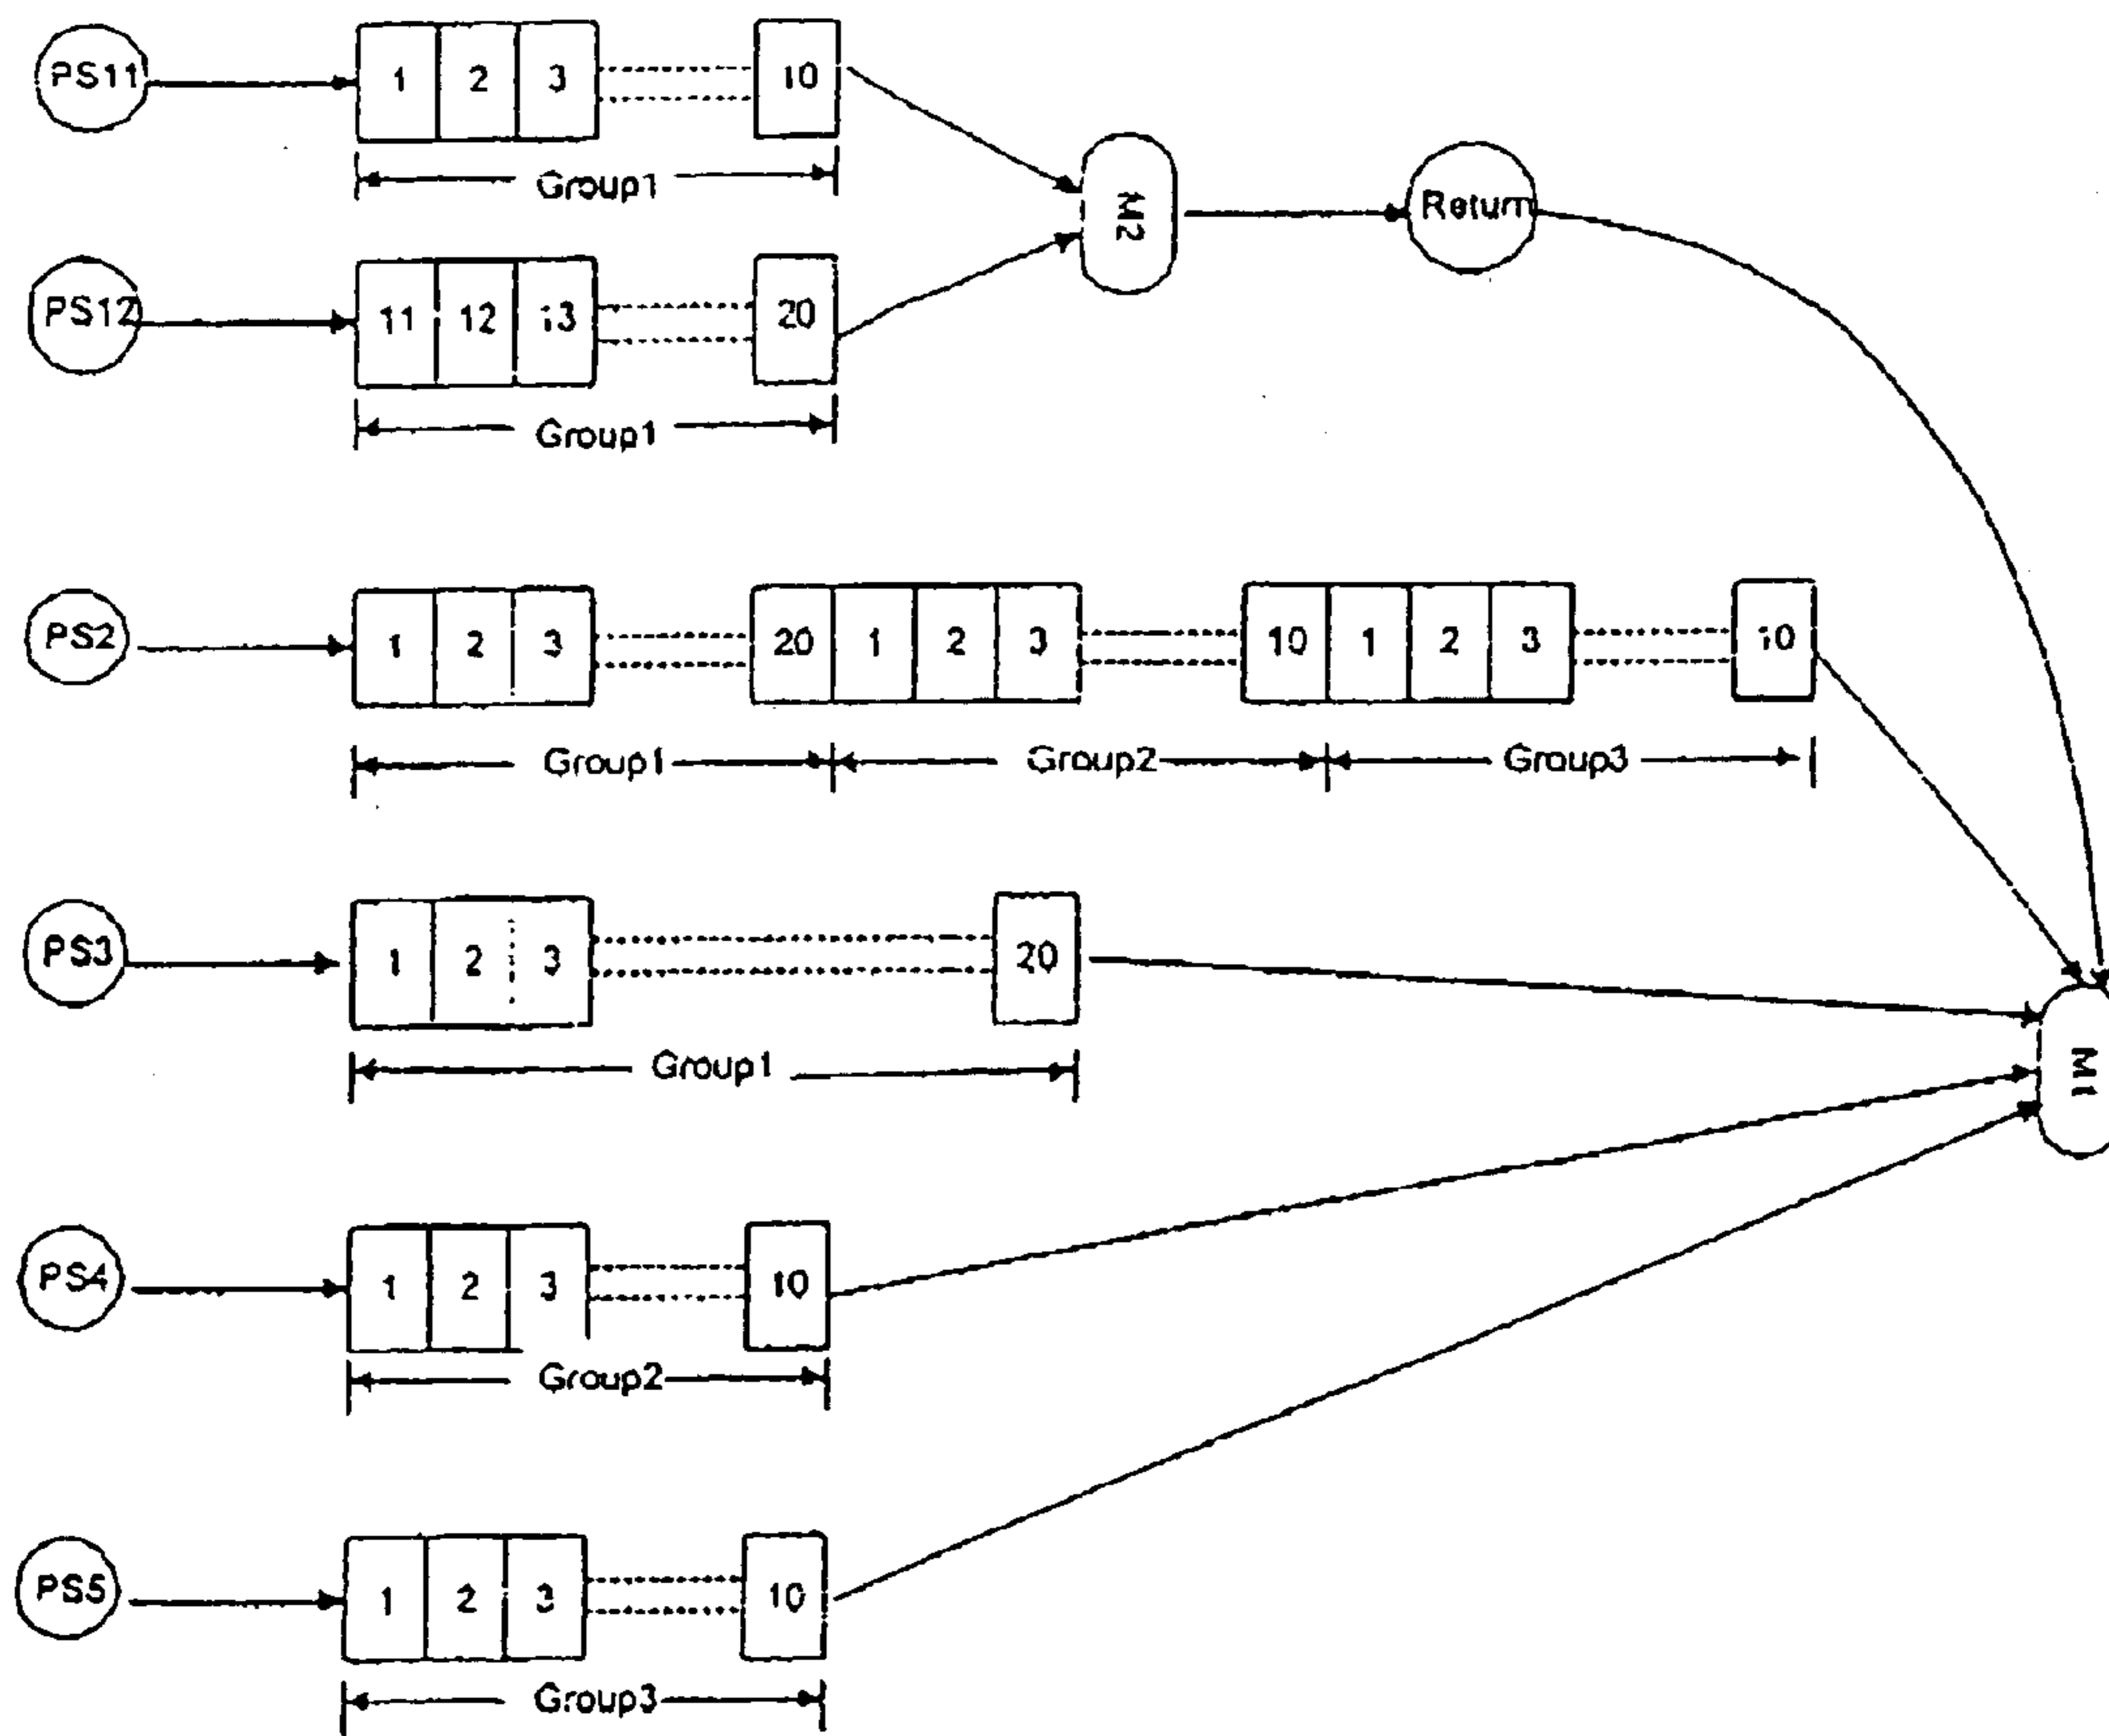 PS11 1 2 3 10
Group1
M2
Return
PS12 11 12 13 20
Group1
PS2 1 2 3 20 1 2 3 10 1 2 3 10
Group1 Group2 Group3
PS3 1 2 3 20
Group1
M1
PS4 1 2 3 10
Group2
PS5 1 2 3 10
Group3